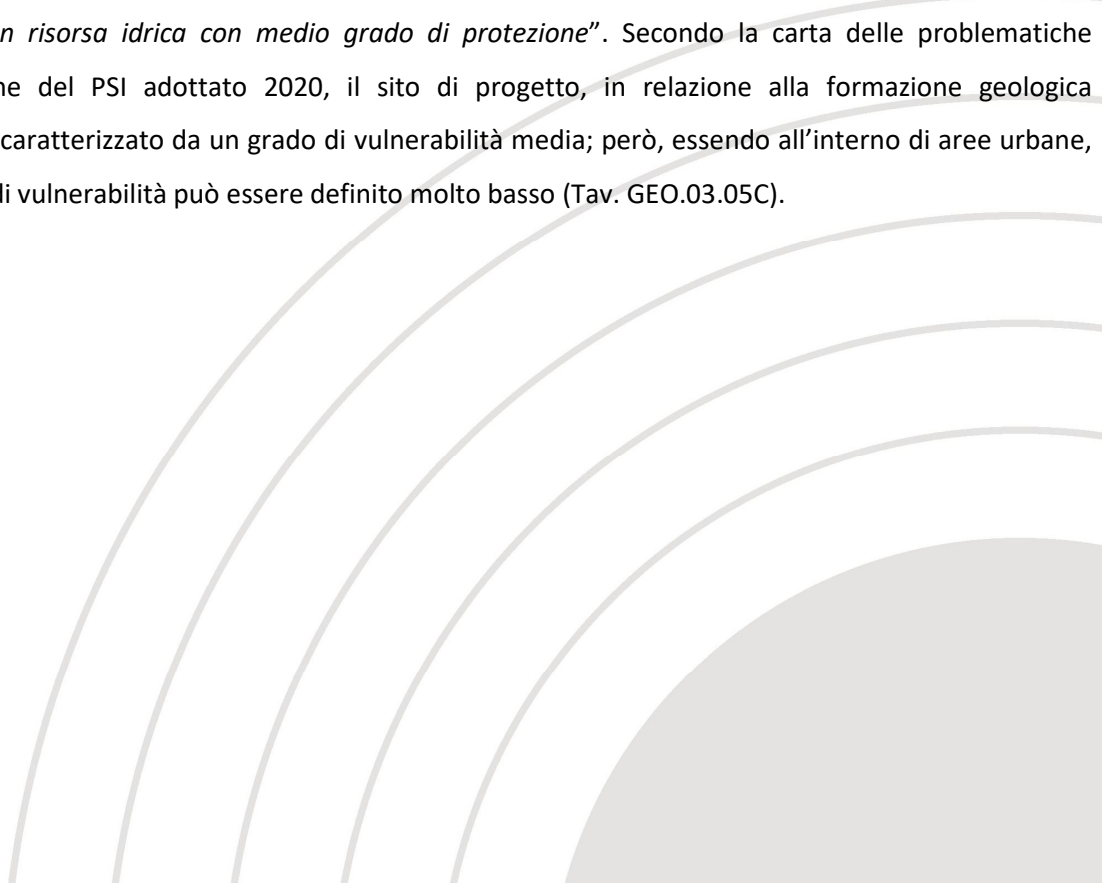 n risorsa idrica con medio grado di protezione”. Secondo la carta delle problematiche
ne del PSI adottato 2020, il sito di progetto, in relazione alla formazione geologica
caratterizzato da un grado di vulnerabilità media; però, essendo all’interno di aree urbane,
di vulnerabilità può essere definito molto basso (Tav. GEO.03.05C).